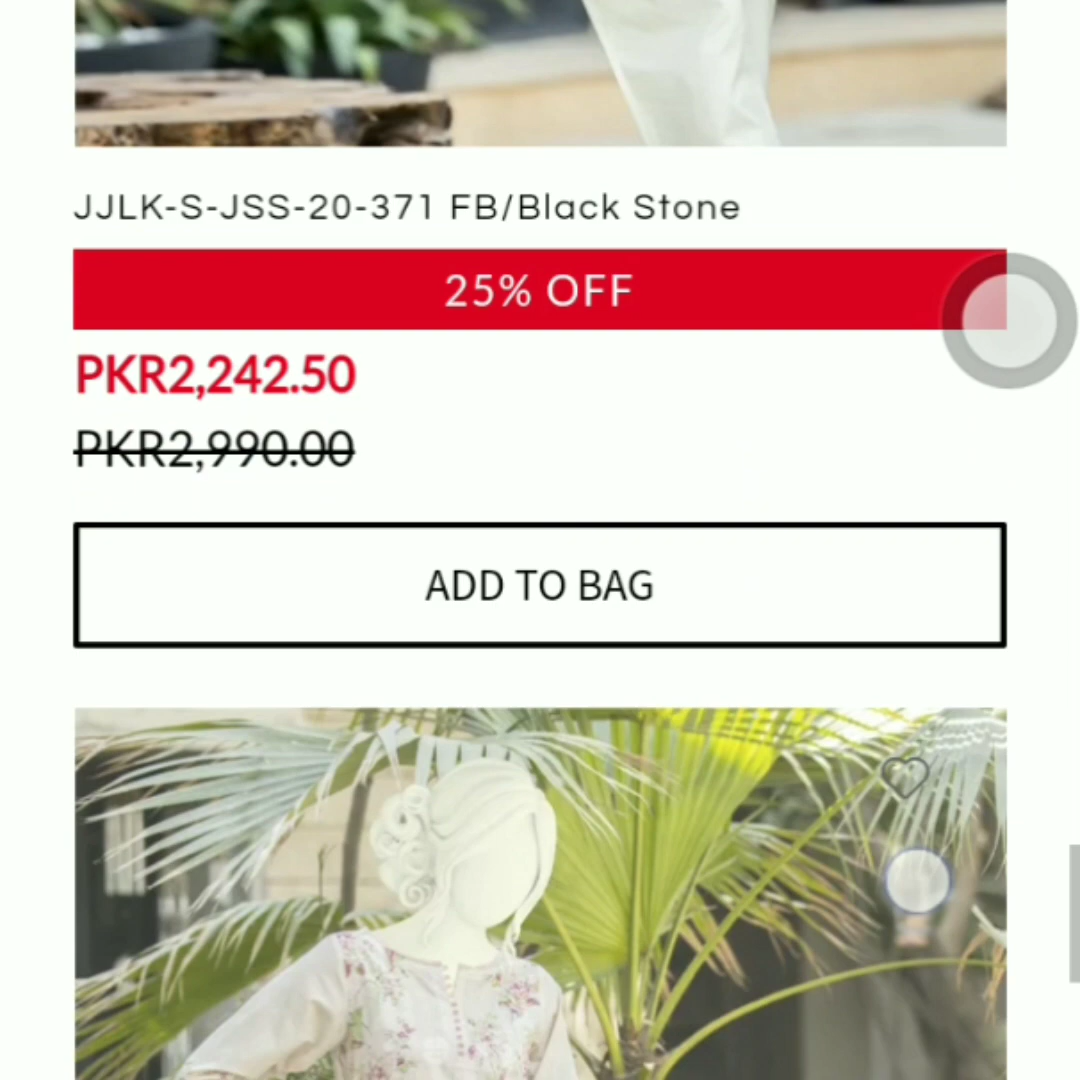 JJLK-S-JSS-20-371 FB/Black Stone
25% OFF
PKR2,242.50
PKR2,990.00
ADD TO BAG